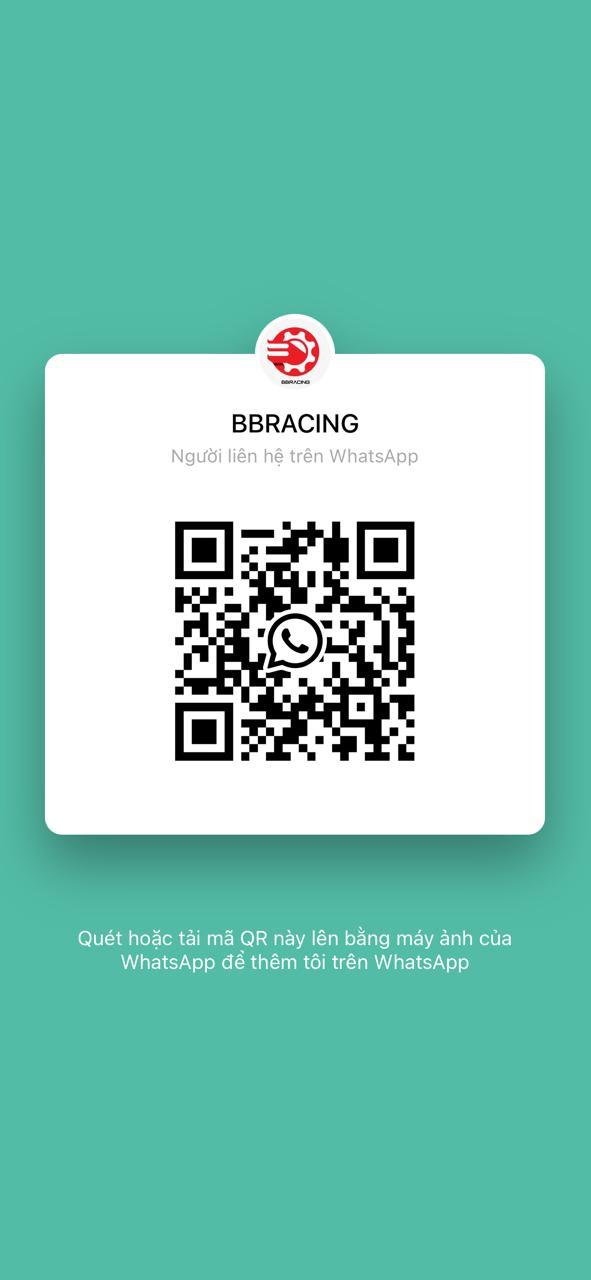 BBRACING
BBRACING
Người liên hệ trên WhatsApp
Quét hoặc tải mã QR này lên bằng máy ảnh của
WhatsApp để thêm tôi trên WhatsApp